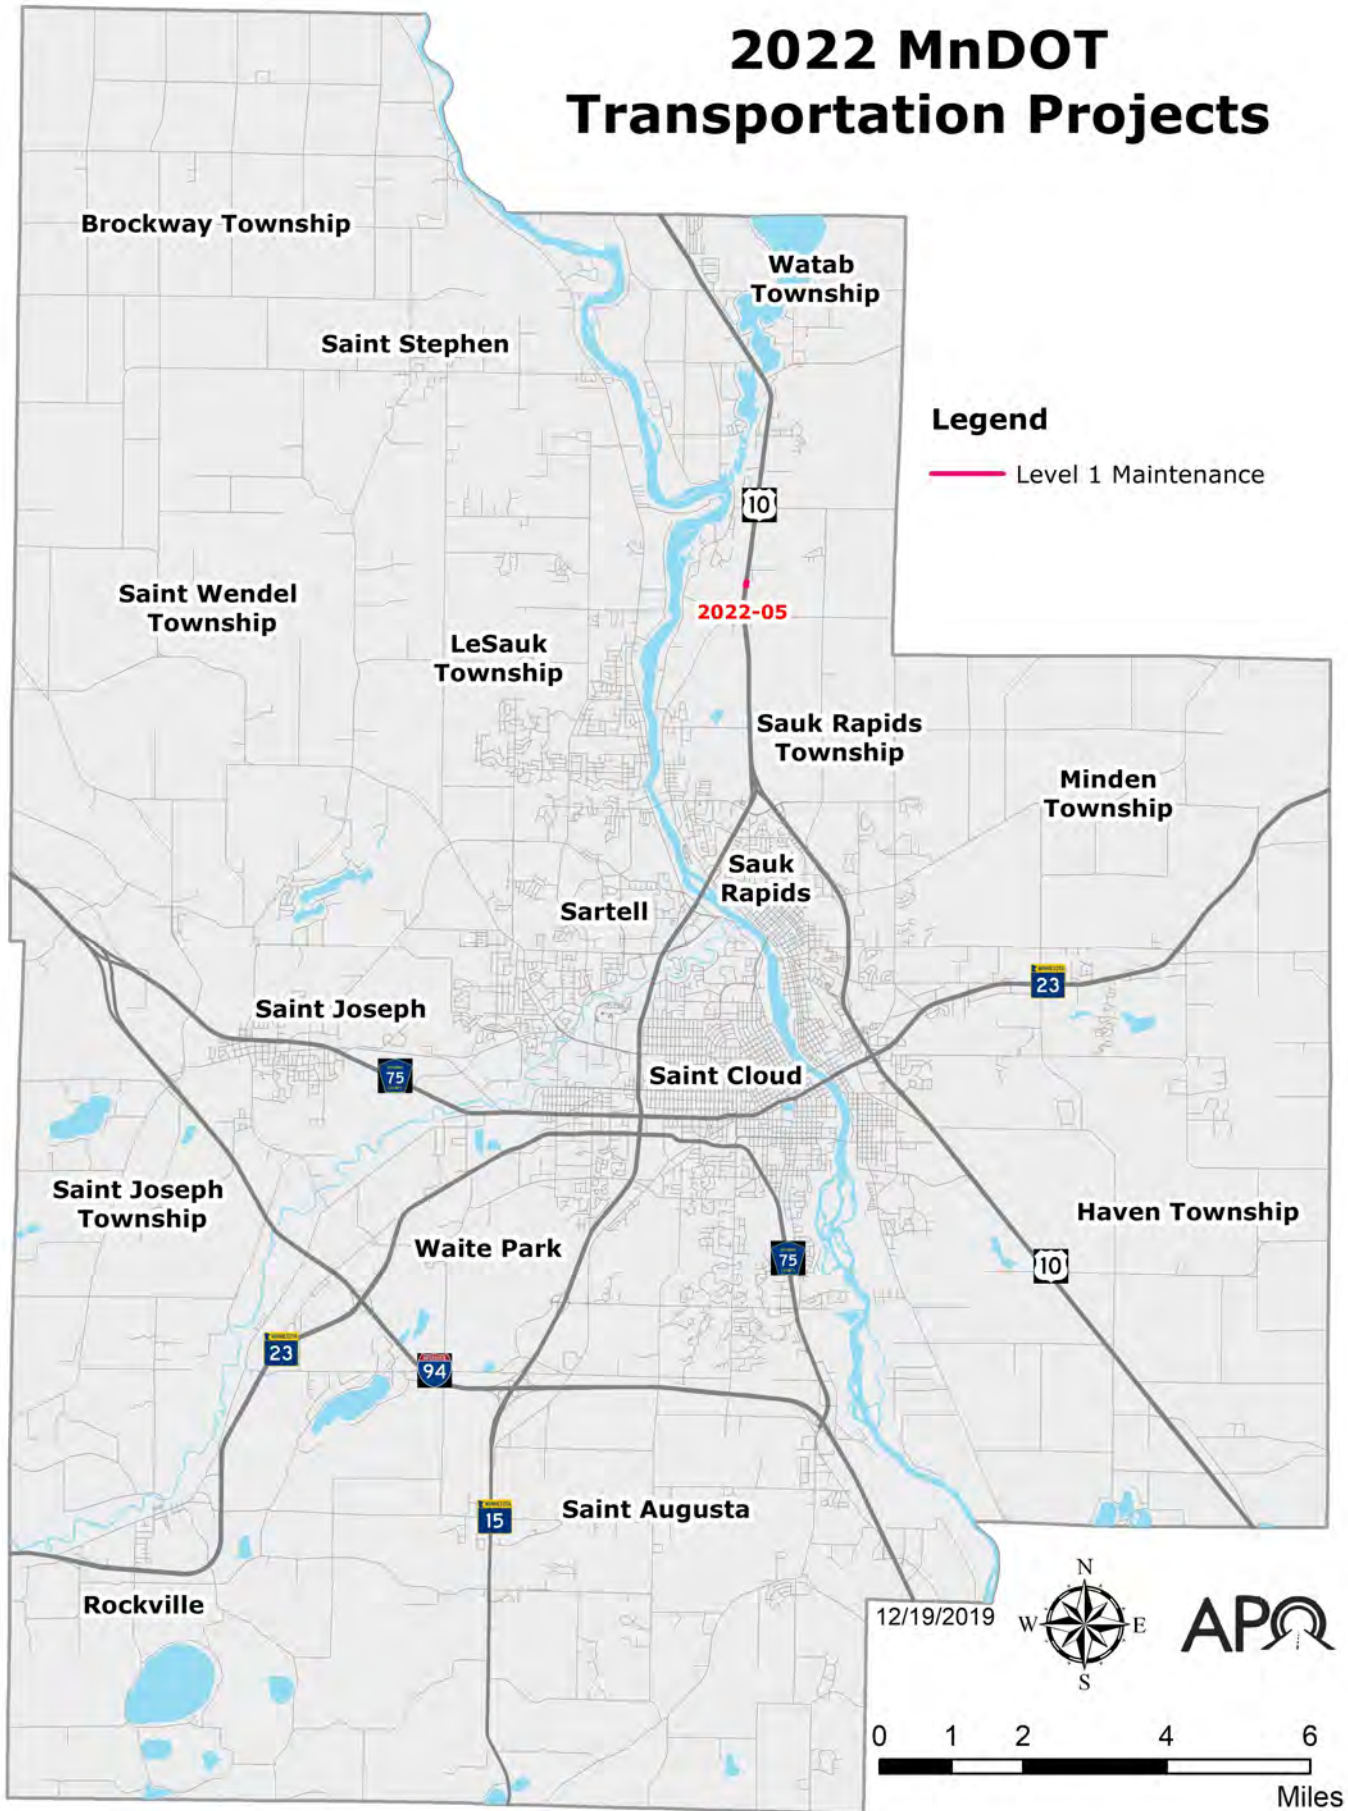 2022 MnDOT
Transportation Projects
Brockway Township
Watab
Township
Saint Stephen
Legend
Level 1 Maintenance
10
Saint Wendel
Township
2022-05
LeSauk
Township
Sauk Rapids
Township
Minden
Township
Sauk
Rapids
Sartell
MINNESOTA
23
Saint Joseph
75
Saint Cloud
Saint Joseph
Township
Haven Township
Waite Park
75
10
MINNESOTA
23
94
MINNESOTA
15
Saint Augusta
Rockville
12/19/2019
N
W
E
S
APO
0 1 2 4 6
Miles